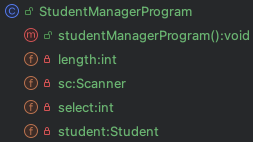 C StudentManagerProgram
m studentManagerProgram():void
f length:int
f sc:Scanner
f select:int
f student:Student